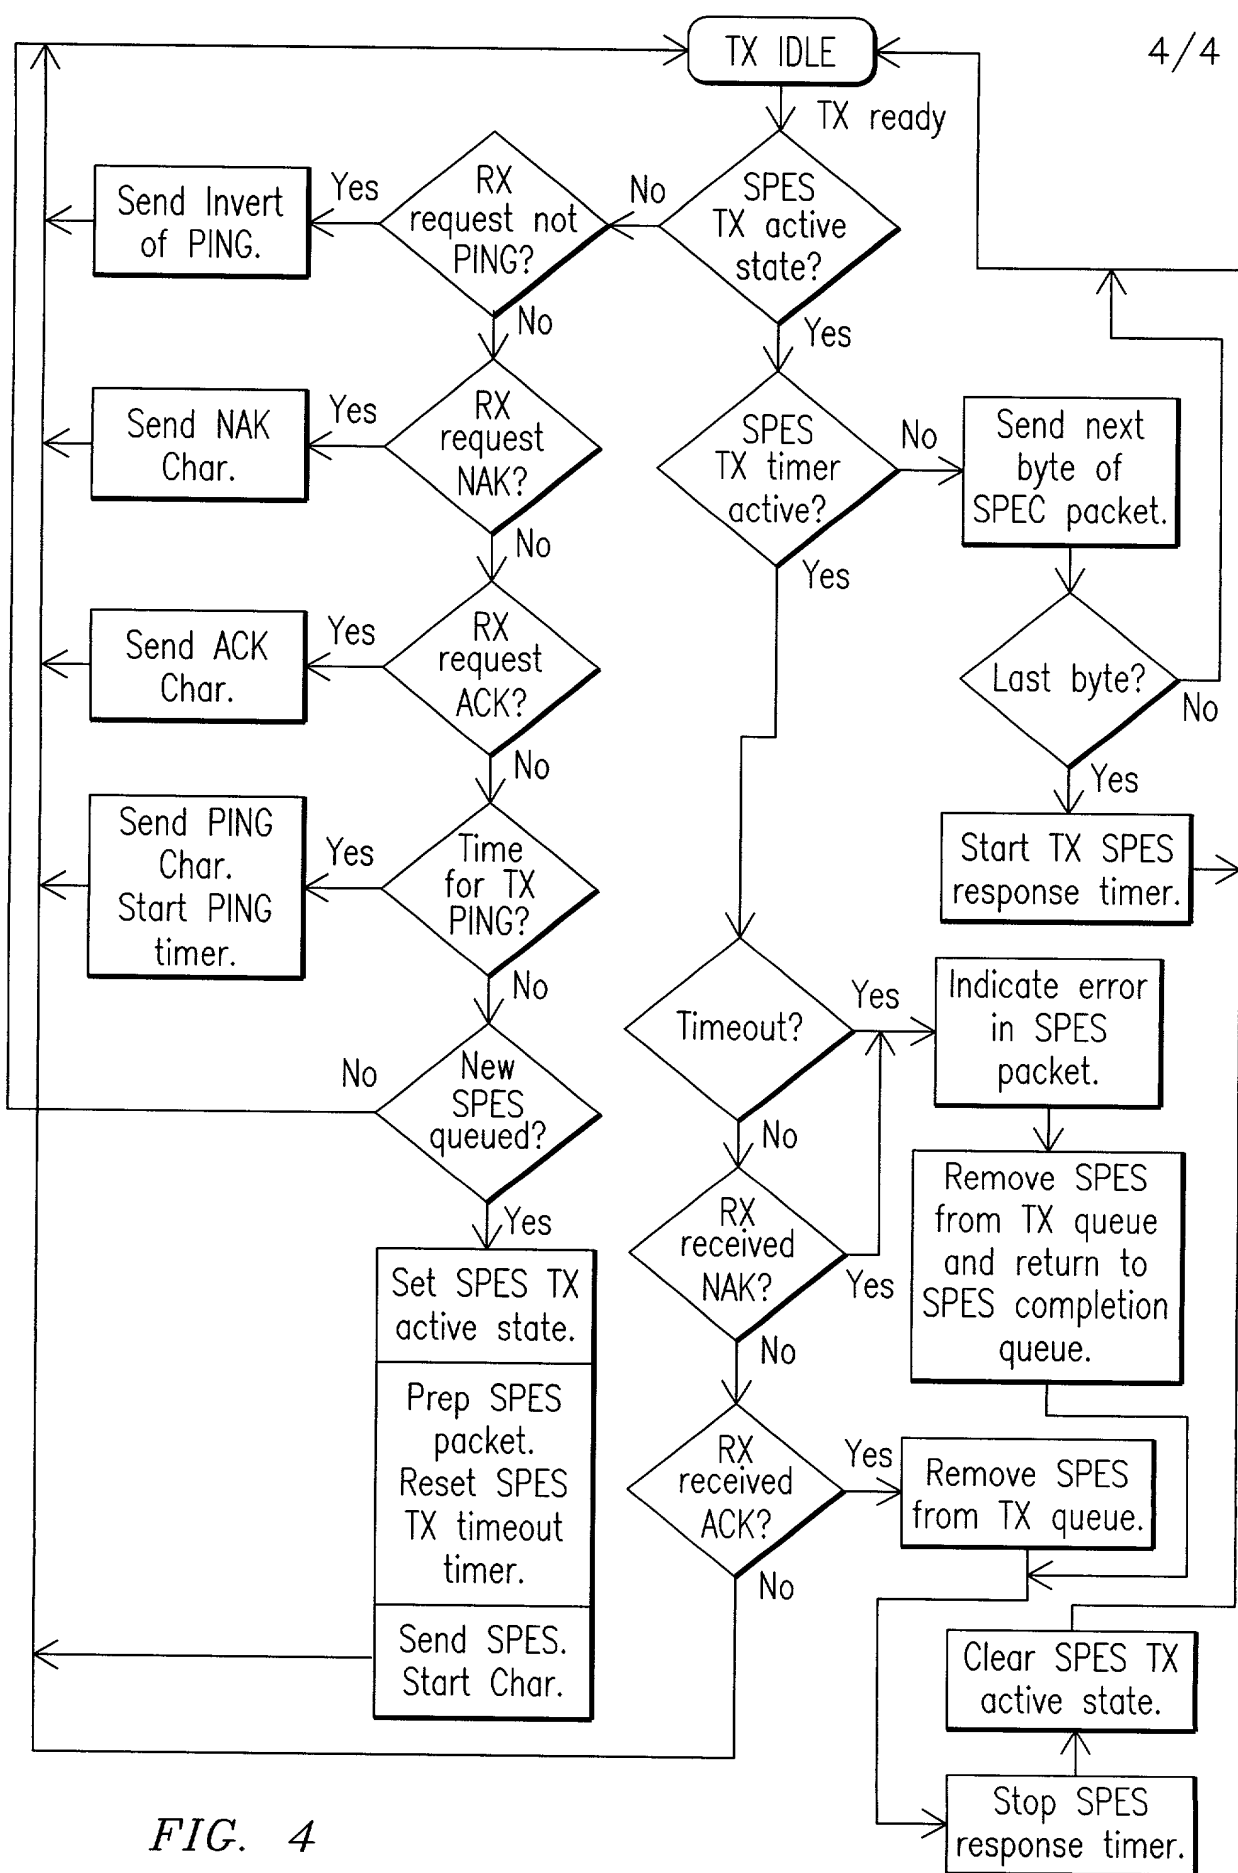 4/4
TX IDLE
TX ready
SPES
TX active
state?
No
Yes
RX
request not
PING?
Yes
No
Send Invert
of PING.
RX
request
NAK?
Yes
No
Send NAK
Char.
RX
request
ACK?
Yes
No
Send ACK
Char.
Time
for TX
PING?
Yes
No
Send PING
Char.
Start PING
timer.
New
SPES
queued?
No
Yes
Set SPES TX
active state.
Prep SPES
packet.
Reset SPES
TX timeout
timer.
Send SPES.
Start Char.
SPES
TX timer
active?
No
Yes
Send next
byte of
SPEC packet.
Last byte?
No
Yes
Start TX SPES
response timer.
Timeout?
Yes
No
Indicate error
in SPES
packet.
Remove SPES
from TX queue
and return to
SPES completion
queue.
RX
received
NAK?
Yes
No
RX
received
ACK?
Yes
No
Remove SPES
from TX queue.
Clear SPES TX
active state.
Stop SPES
response timer.
FIG. 4